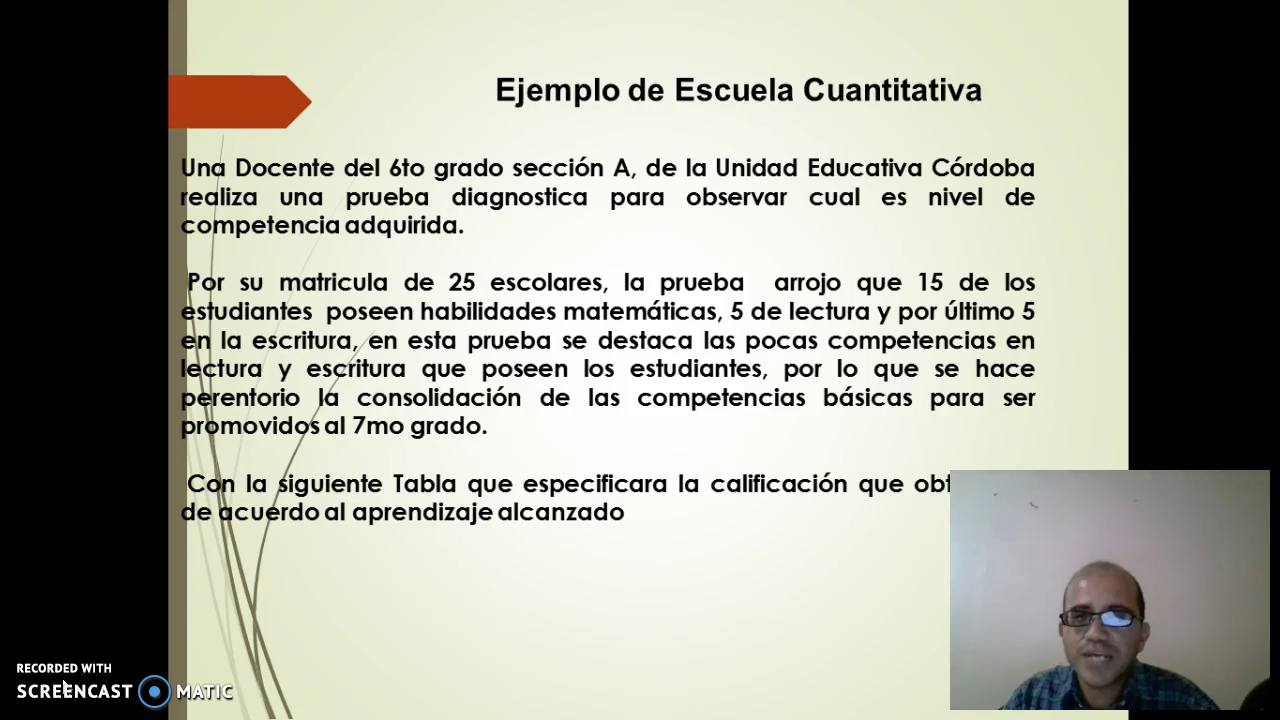 Ejemplo de Escuela Cuantitativa
Una Docente del 6to grado sección A, de la Unidad Educativa Córdoba
realiza una prueba diagnostica para observar cual es nivel de
competencia adquirida.
Por su matricula de 25 escolares, la prueba arrojo que 15 de los
estudiantes poseen habilidades matemáticas, 5 de lectura y por último 5
en la escritura, en esta prueba se destaca las pocas competencias en
lectura y escritura que poseen los estudiantes, por lo que se hace
perentorio la consolidación de las competencias básicas para ser
promovidos al 7mo grado.
Con la siguiente Tabla que especificara la calificación que
de acuerdo al aprendizaje alcanzado
RECORDED WITH
SCREENCAST MATIC